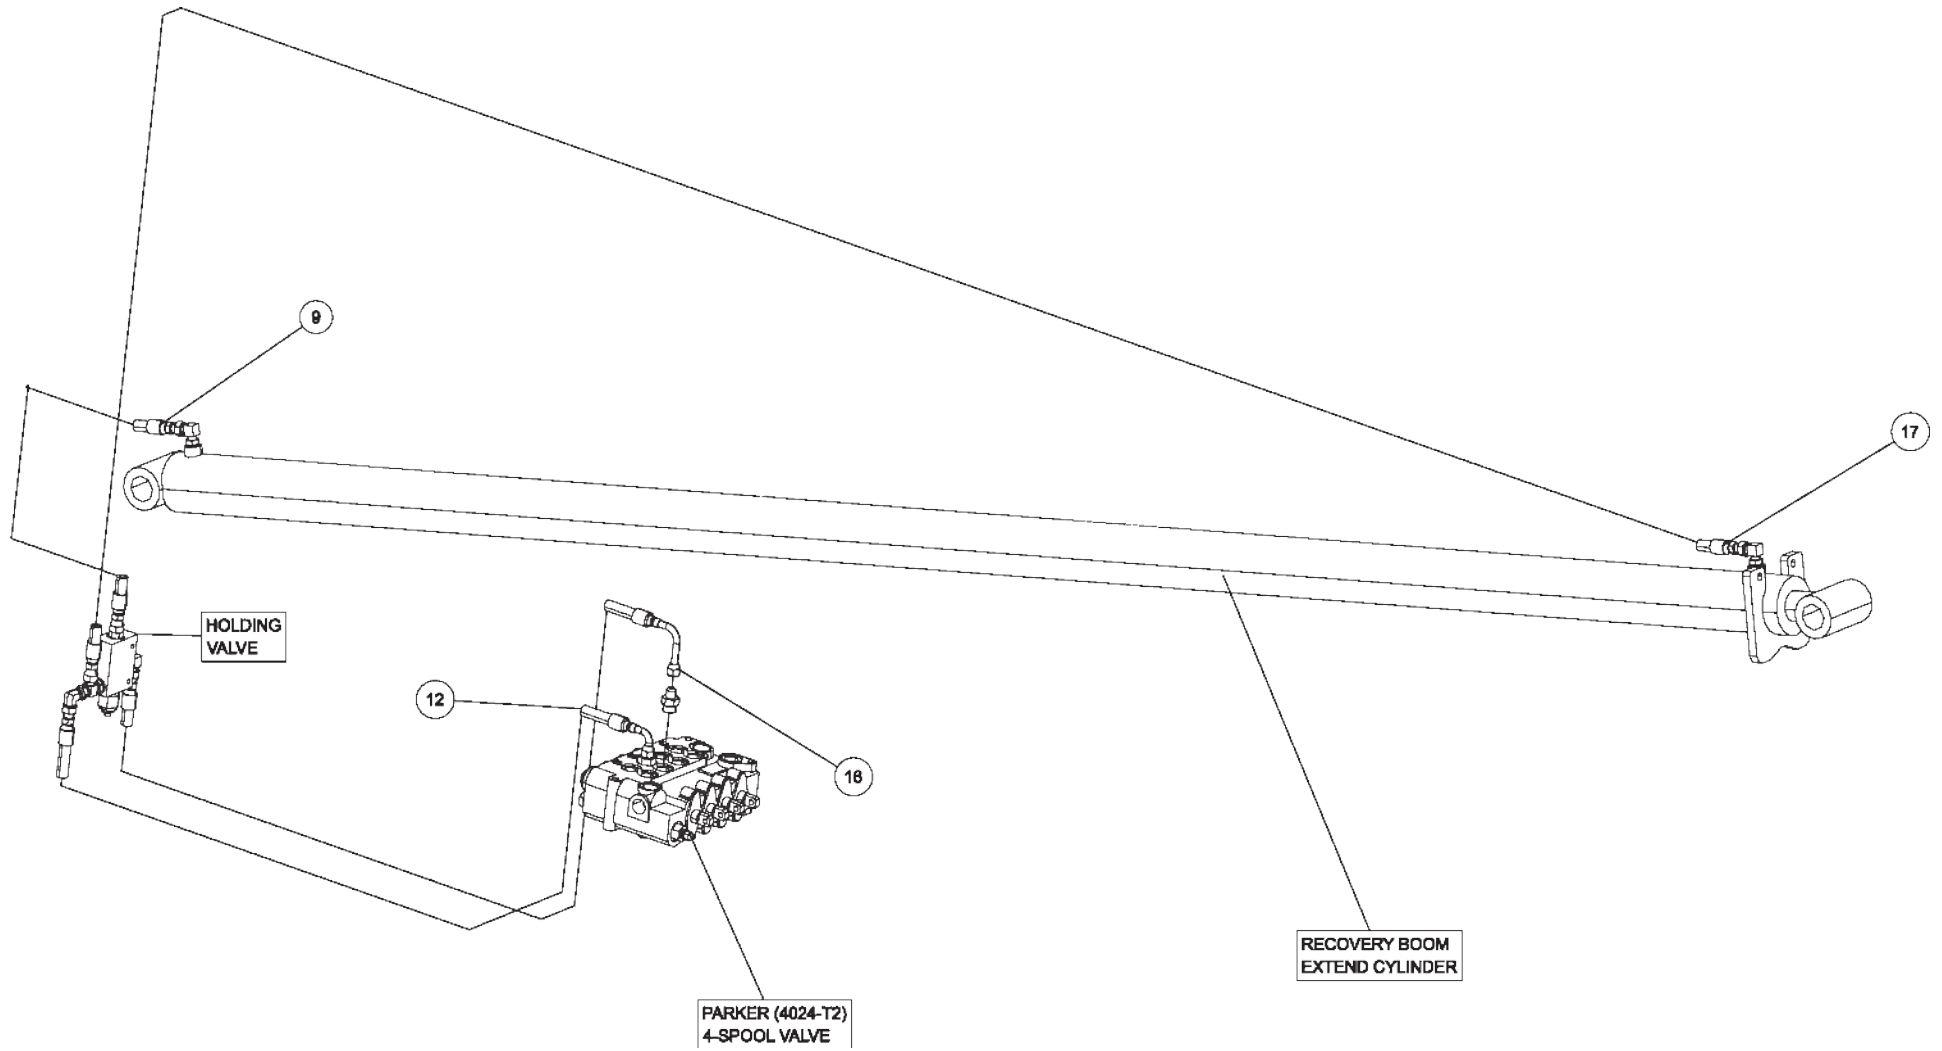 9
17
HOLDING
VALVE
12
16
RECOVERY BOOM
EXTEND CYLINDER
PARKER (4024-T2)
4-SPOOL VALVE